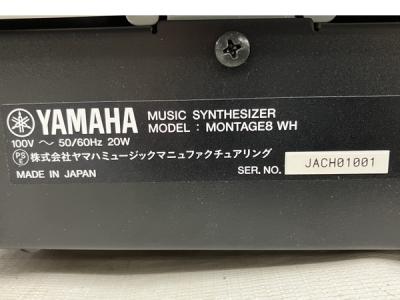 YAMAHA
MUSIC SYNTHESIZER
MODEL : MONTAGE8 WH
100V ~ 50/60Hz 20W
PS E 株式会社ヤマハミュージックマニュファクチュアリング
MADE IN JAPAN
SER. NO. JACH01001